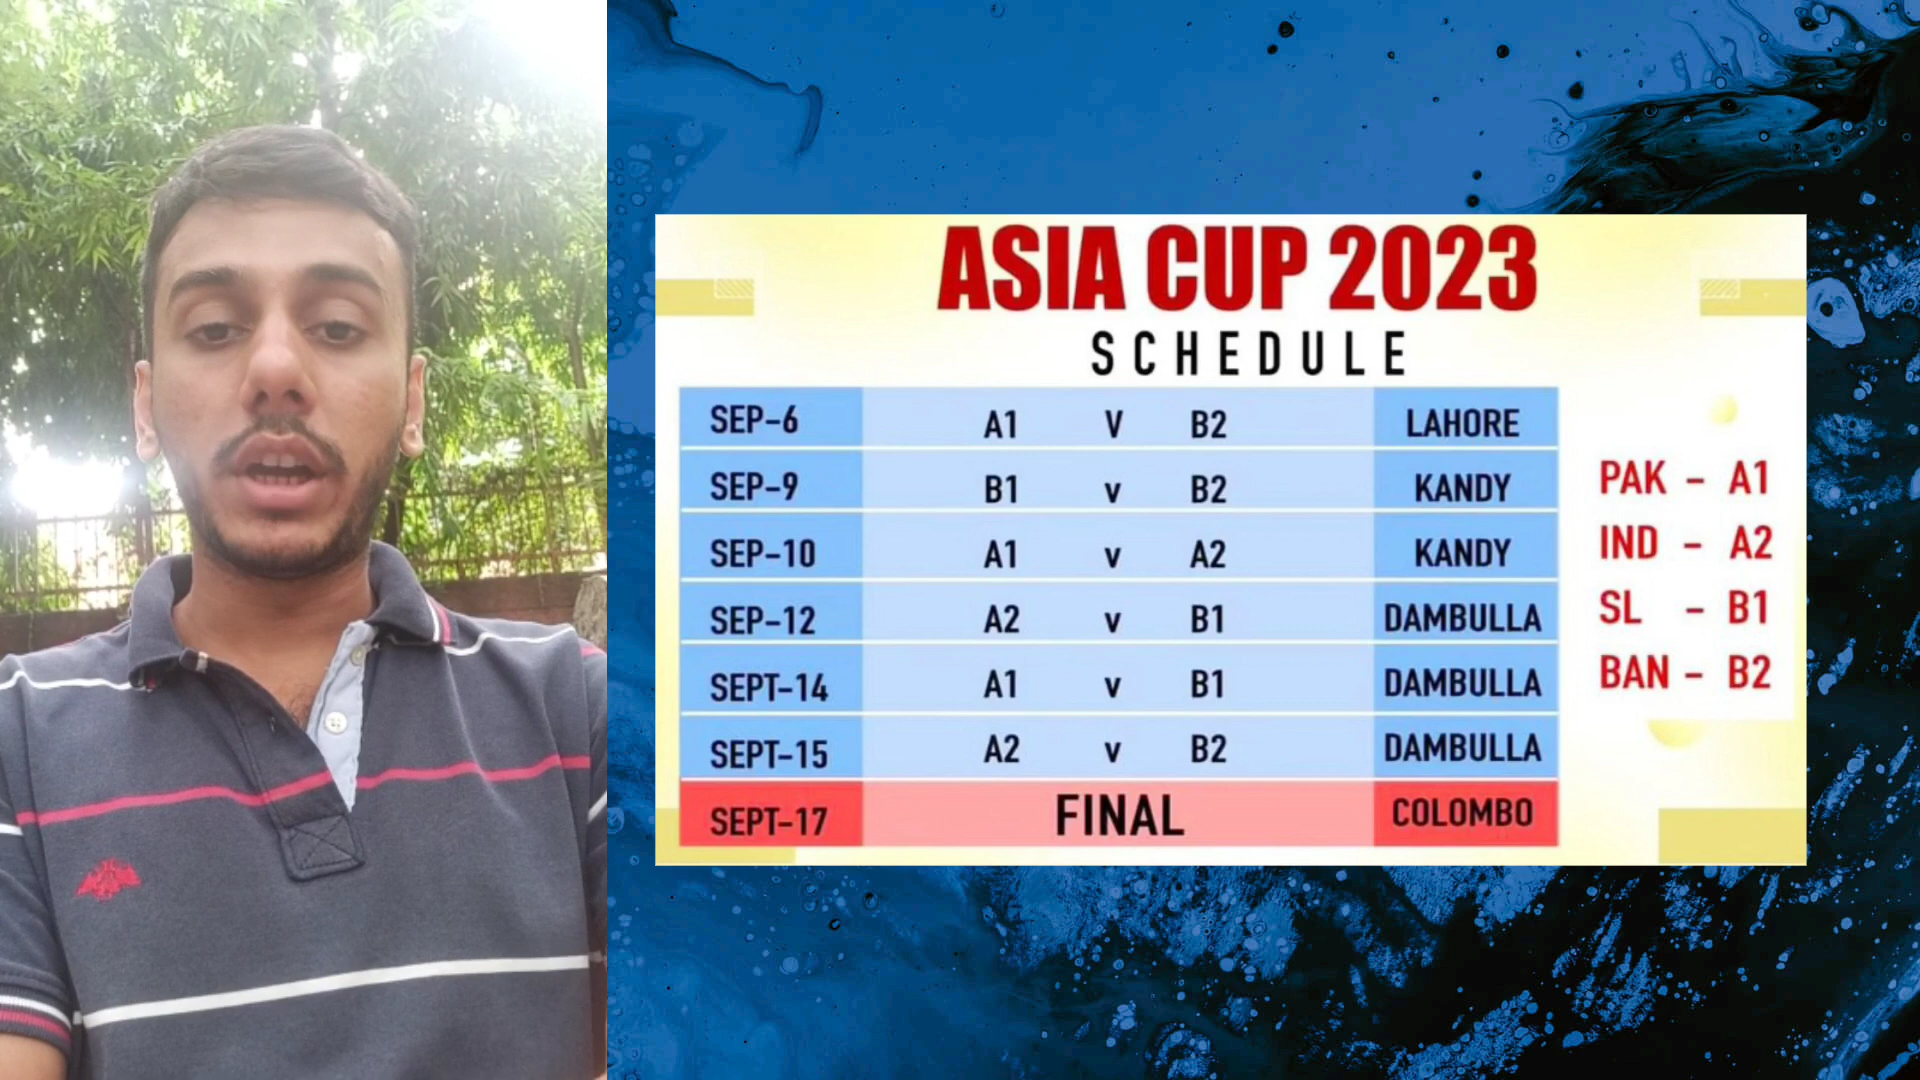 ASIA CUP 2023
SCHEDULE
SEP-6 A1 V B2 LAHORE
SEP-9 B1 v B2 KANDY
SEP-10 A1 v A2 KANDY
SEP-12 A2 v B1 DAMBULLA
SEPT-14 A1 v B1 DAMBULLA
SEPT-15 A2 v B2 DAMBULLA
SEPT-17 FINAL COLOMBO
PAK - A1
IND - A2
SL - B1
BAN - B2